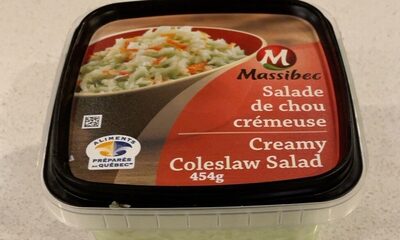 M
Massibec
Salade
de chou
crémeuse
Creamy
Coleslaw Salad
454g
ALIMENTS
PRÉPARÉS
AU QUÉBEC